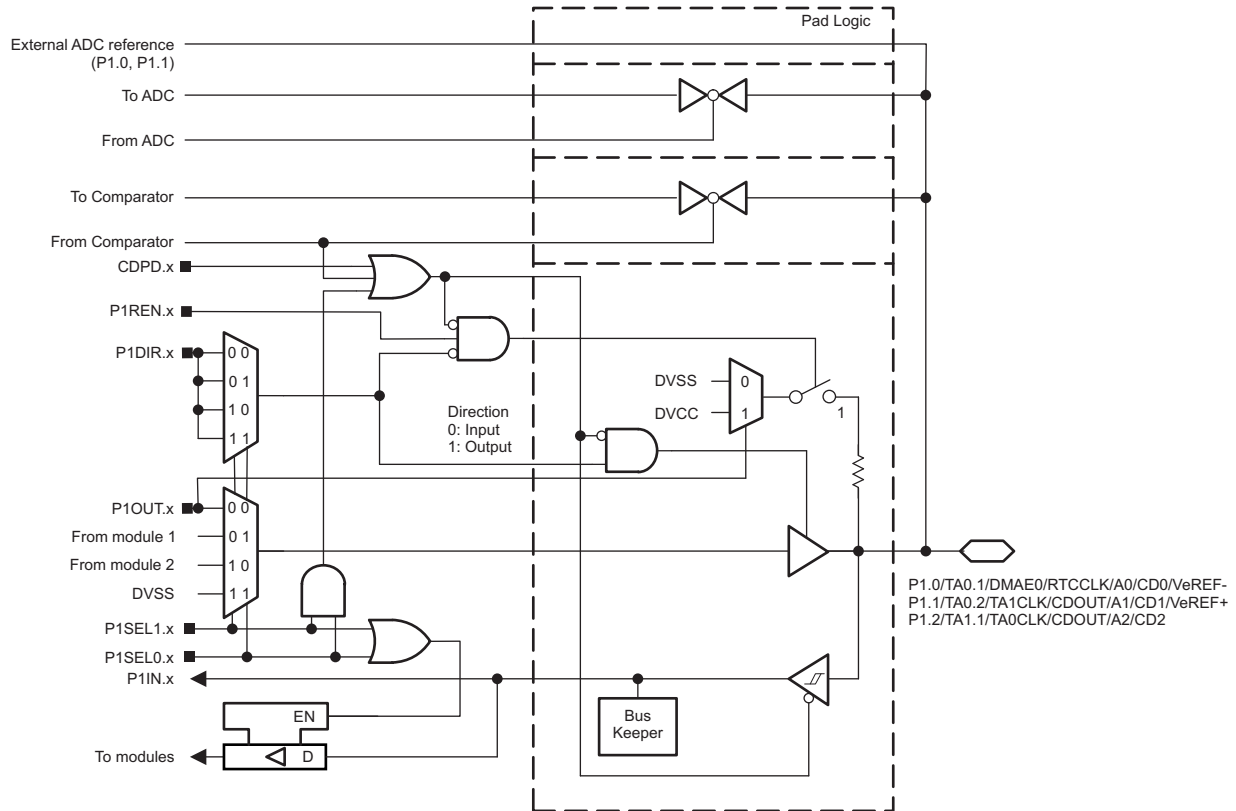 Pad Logic
External ADC reference
(P1.0, P1.1)
To ADC
From ADC
To Comparator
From Comparator
CDPD.x
P1REN.x
P1DIR.x
0 0
0 1
1 0
1 1
Direction
0: Input
1: Output
DVSS
0
DVCC
1
1
P1OUT.x
0 0
From module 1
0 1
From module 2
1 0
DVSS
1 1
P1.0/TA0.1/DMAE0/RTCCLK/A0/CD0/VeREF-
P1.1/TA0.2/TA1CLK/CDOUT/A1/CD1/VeREF+
P1.2/TA1.1/TA0CLK/CDOUT/A2/CD2
P1SEL1.x
P1SEL0.x
P1IN.x
Bus
Keeper
EN
To modules
D